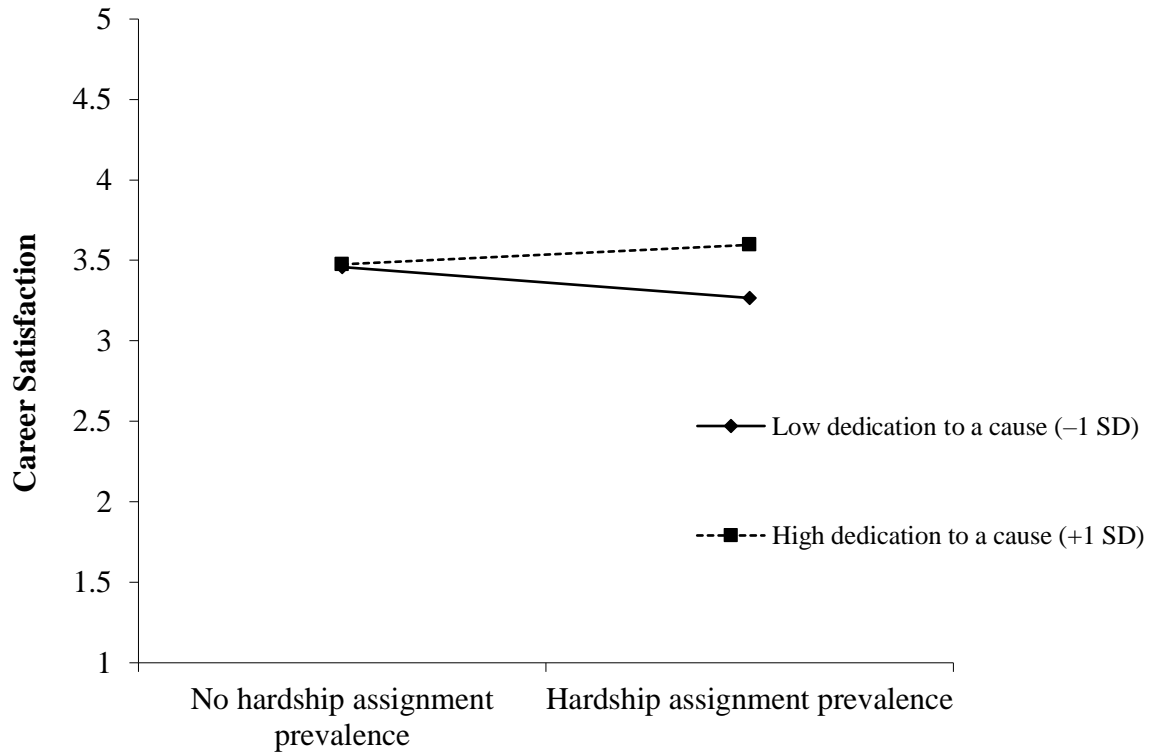 5
4.5
4
3.5
3
2.5
2
1.5
1
Career Satisfaction
No hardship assignment
prevalence
Hardship assignment prevalence
Low dedication to a cause (–1 SD)
High dedication to a cause (+1 SD)